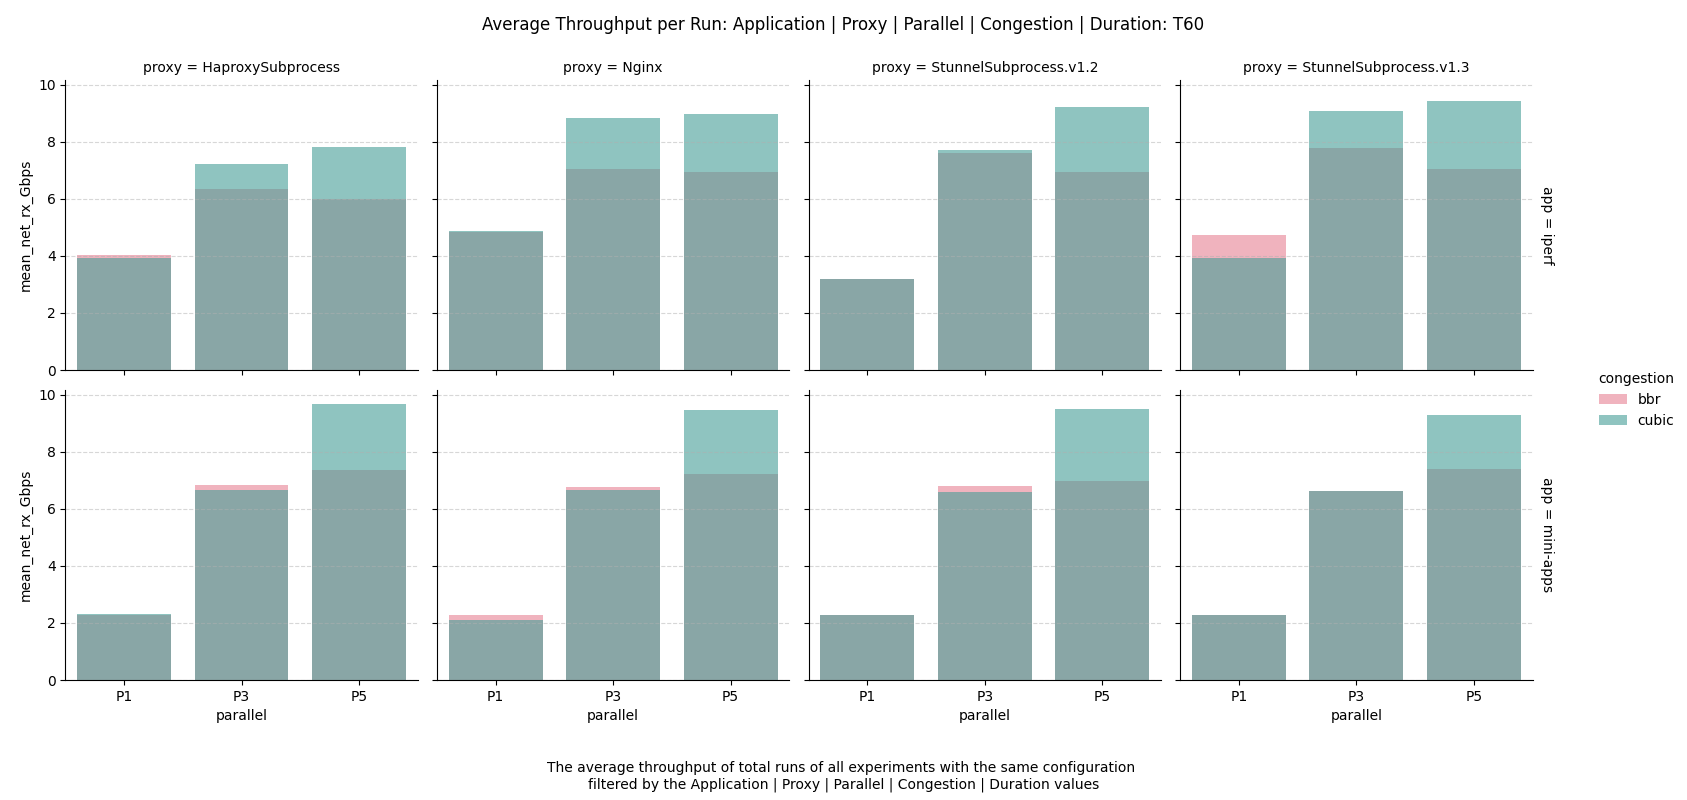 Average Throughput per Run: Application | Proxy | Parallel | Congestion | Duration: T60
proxy = HaproxySubprocess
proxy = Nginx
proxy = StunnelSubprocess.v1.2
proxy = StunnelSubprocess.v1.3
10
8
6
4
2
0
mean_net_rx_Gbps
app = iperf
congestion
bbr
cubic
10
8
6
4
2
0
mean_net_rx_Gbps
app = mini-apps
P1 P3 P5
P1 P3 P5
P1 P3 P5
P1 P3 P5
parallel
parallel
parallel
parallel
The average throughput of total runs of all experiments with the same configuration
filtered by the Application | Proxy | Parallel | Congestion | Duration values